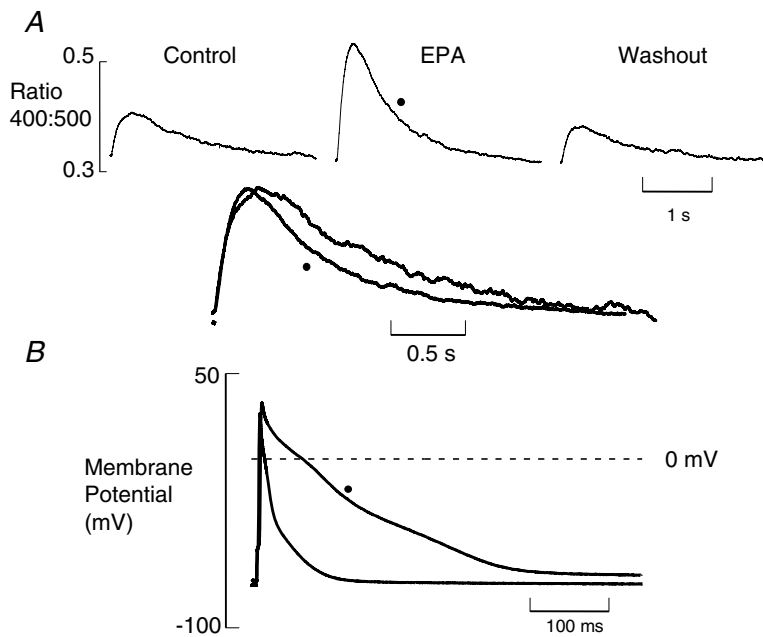 A
Control
EPA
Washout
0.5
Ratio
400:500
0.3
1 s
0.5 s
B
50
Membrane
Potential
(mV)
0 mV
-100
100 ms